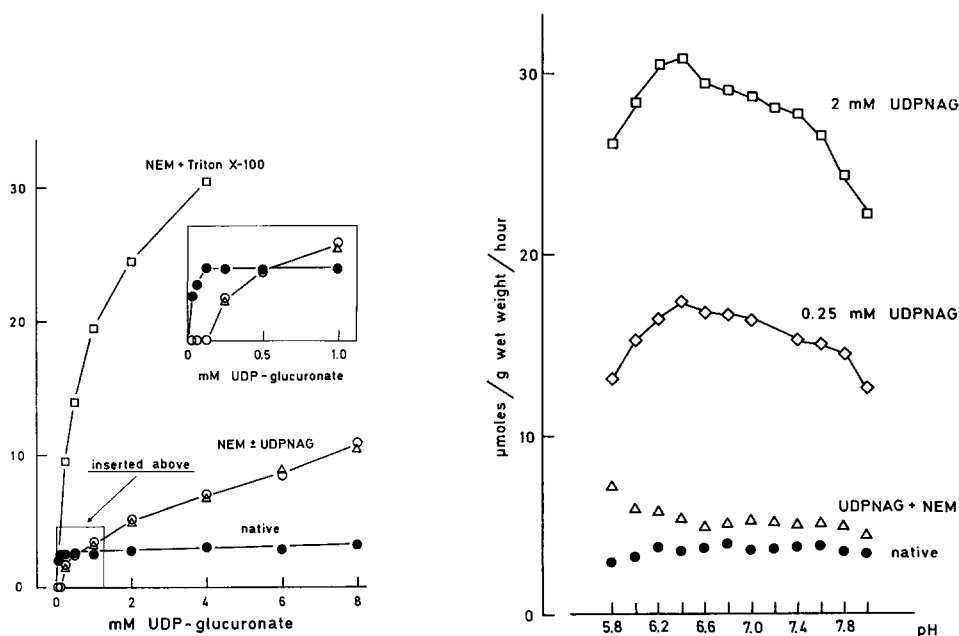 NEM + Triton X-100
30
20
10
0
0
0.5
1.0
mM UDP-glucuronate
NEM ± UDPNAG
inserted above
native
0
2
4
6
8
mM UDP-glucuronate
μmoles / g wet weight / hour
30
20
10
0
2 mM UDPNAG
0.25 mM UDPNAG
UDPNAG + NEM
native
5.8
6.2
6.6
7.0
7.4
7.8
pH